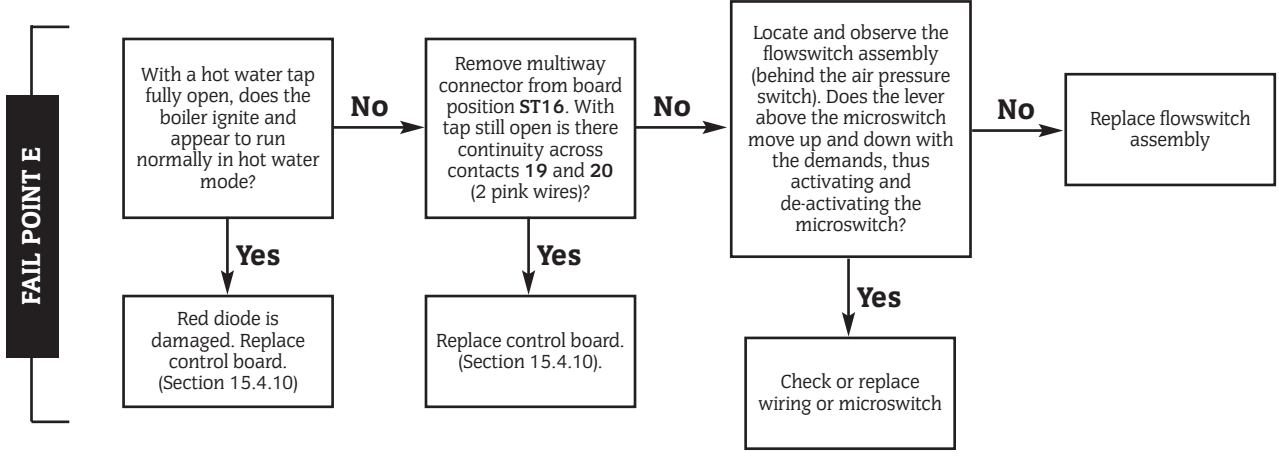 FAIL POINT E
With a hot water tap
fully open, does the
boiler ignite and
appear to run
normally in hot water
mode?
No
Yes
Red diode is
damaged. Replace
control board.
(Section 15.4.10)
Remove multiway
connector from board
position ST16. With
tap still open is there
continuity across
contacts 19 and 20
(2 pink wires)?
No
Yes
Replace control board.
(Section 15.4.10).
Locate and observe the
flowswitch assembly
(behind the air pressure
switch). Does the lever
above the microswitch
move up and down with
the demands, thus
activating and
de-activating the
microswitch?
No
Yes
Check or replace
wiring or microswitch
Replace flowswitch
assembly